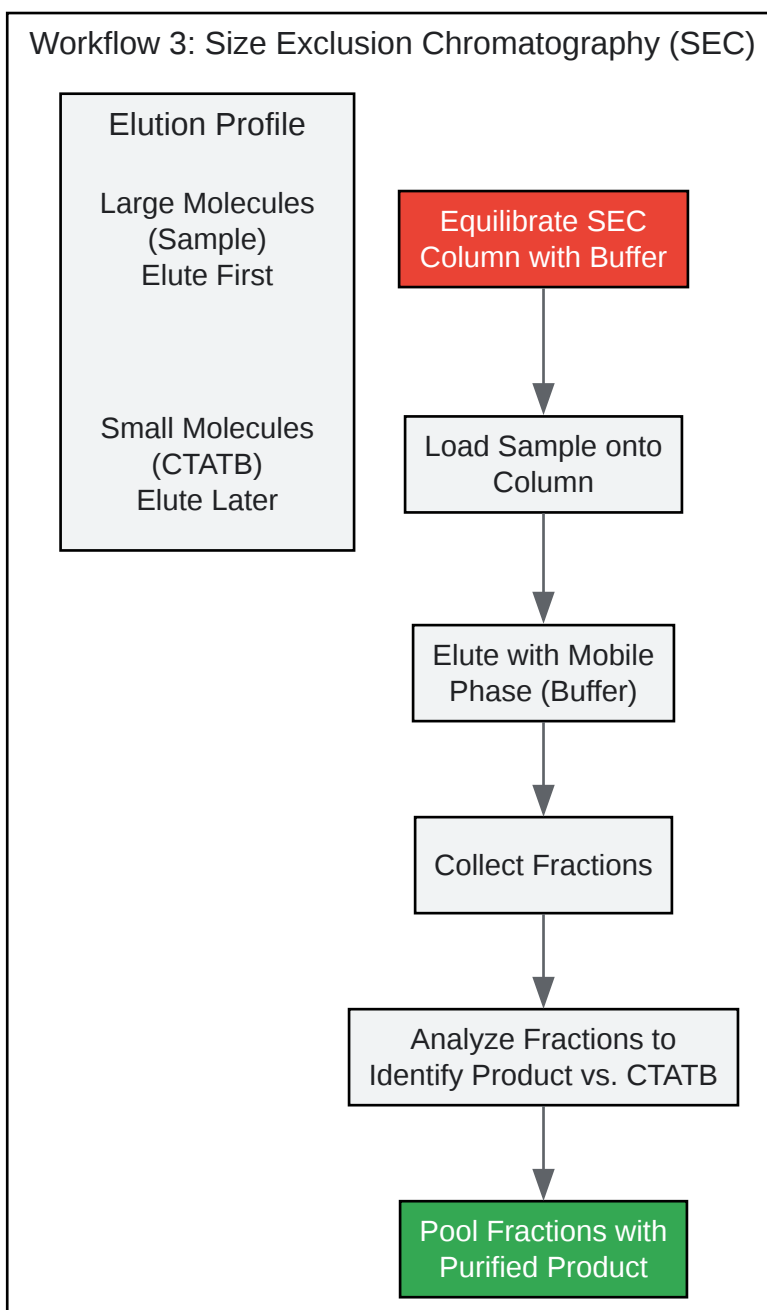 Workflow 3: Size Exclusion Chromatography (SEC)
Elution Profile
Large Molecules
(Sample)
Elute First
Small Molecules
(CTATB)
Elute Later
Equilibrate SEC
Column with Buffer
Load Sample onto
Column
Elute with Mobile
Phase (Buffer)
Collect Fractions
Analyze Fractions to
Identify Product vs. CTATB
Pool Fractions with
Purified Product